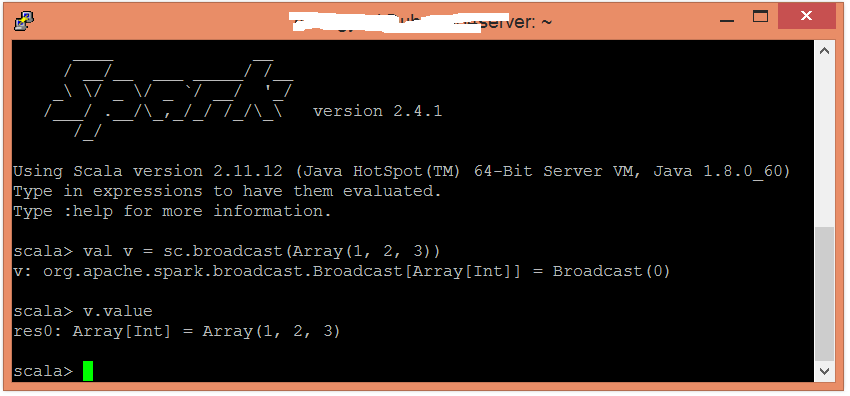 server: ~
Spark
version 2.4.1
Using Scala version 2.11.12 (Java HotSpot(TM) 64-Bit Server VM, Java 1.8.0_60)
Type in expressions to have them evaluated.
Type :help for more information.
scala> val v = sc.broadcast(Array(1, 2, 3))
v: org.apache.spark.broadcast.Broadcast[Array[Int]] = Broadcast(0)
scala> v.value
res0: Array[Int] = Array(1, 2, 3)
scala>